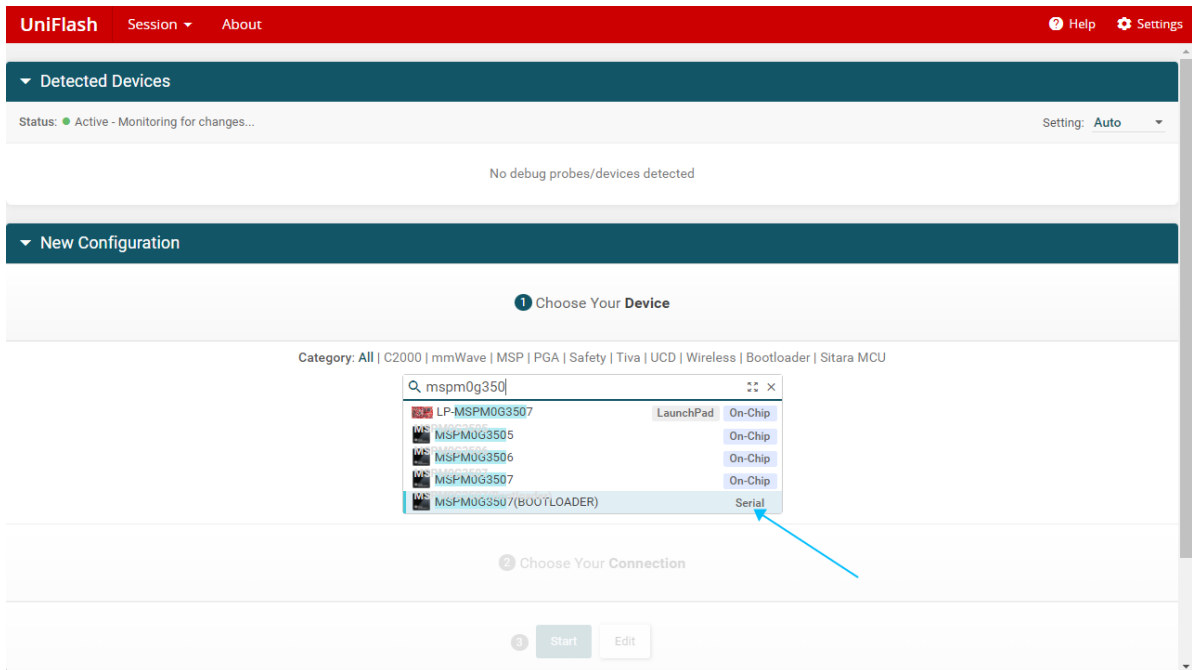 UniFlash Session About Help Settings
Detected Devices
Status: Active - Monitoring for changes... Setting: Auto
No debug probes/devices detected
New Configuration
1 Choose Your Device
Category: All | C2000 | mmWave | MSP | PGA | Safety | Tiva | UCD | Wireless | Bootloader | Sitara MCU
mspm0g350
LP-MSPM0G3507 LaunchPad On-Chip
MSPM0G3505 On-Chip
MSPM0G3506 On-Chip
MSPM0G3507 On-Chip
MSPM0G3507(BOOTLOADER) Serial
2 Choose Your Connection
3 Start Edit